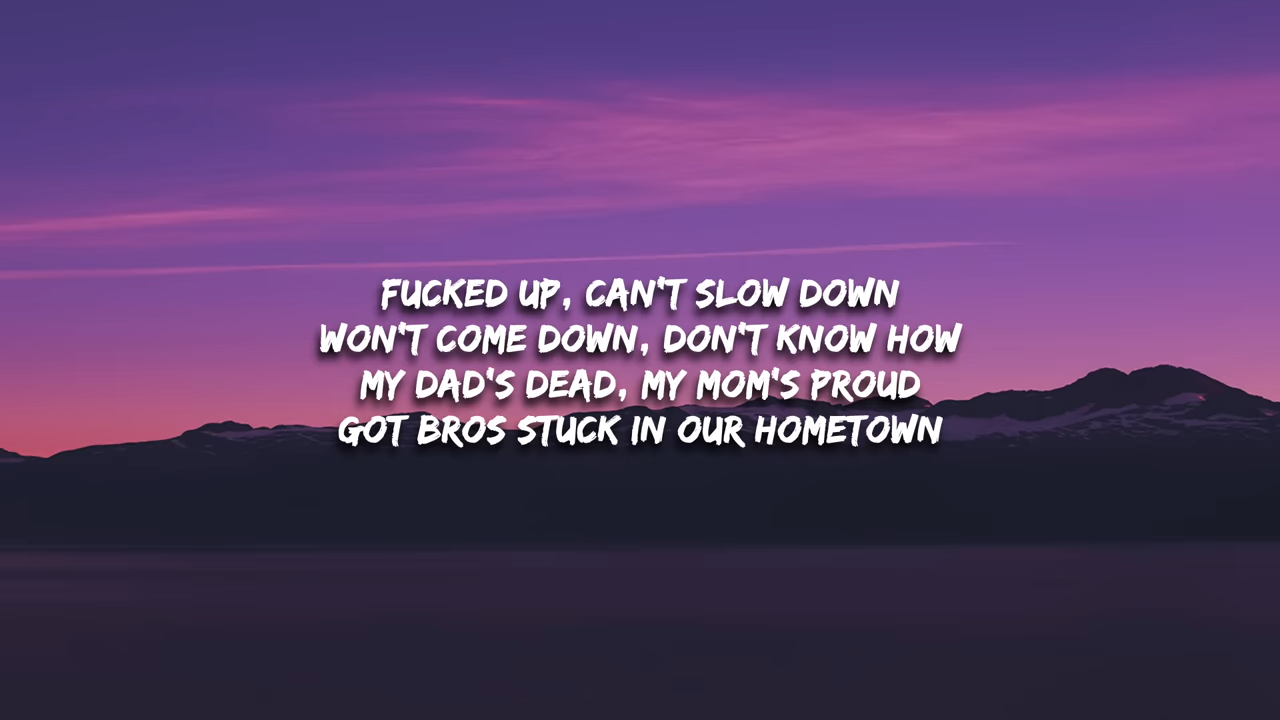 FUCKED UP, CAN'T SLOW DOWN
WON'T COME DOWN, DON'T KNOW HOW
MY DAD'S DEAD, MY MOM'S PROUD
GOT BROS STUCK IN OUR HOMETOWN